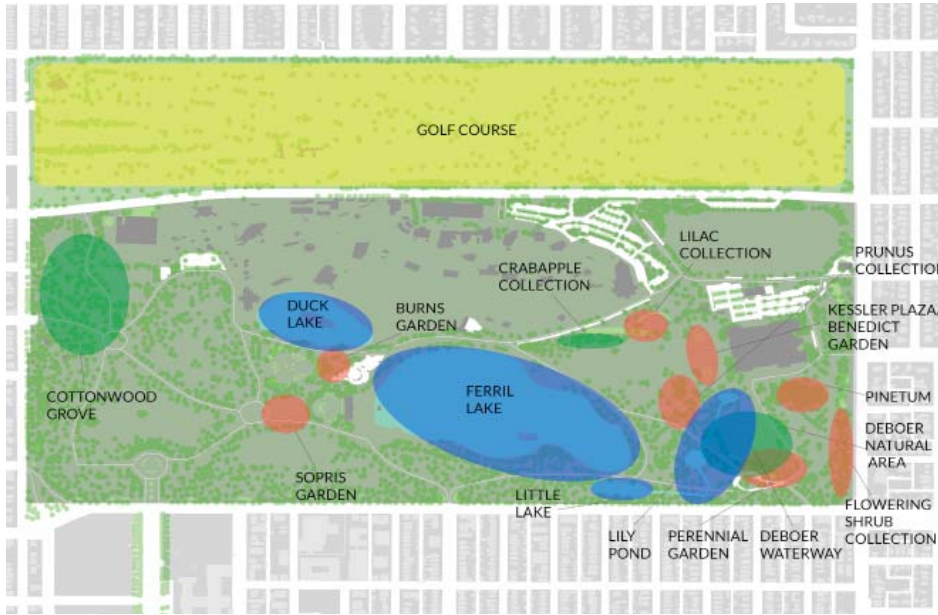 GOLF COURSE
LILAC
COLLECTION
CRABAPPLE
COLLECTION
PRUNUS
COLLECTION
DUCK
LAKE
BURNS
GARDEN
KESSLER PLAZA,
BENEDICT
GARDEN
COTTONWOOD
GROVE
FERRIL
LAKE
PINETUM
DEBOER
NATURAL
AREA
SOPRIS
GARDEN
LITTLE
LAKE
FLOWERING
SHRUB
COLLECTION
LILY
POND
PERENNIAL
GARDEN
DEBOER
WATERWAY